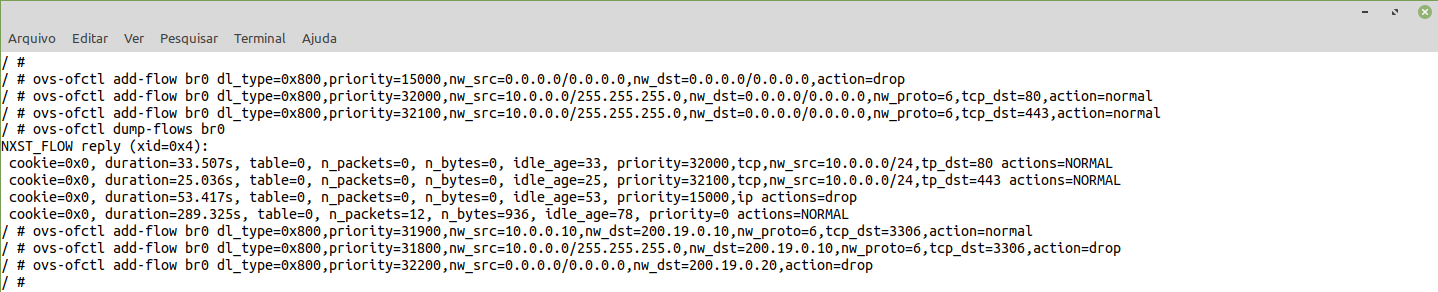 Arquivo Editar Ver Pesquisar Terminal Ajuda
/ #
/ # ovs-ofctl add-flow br0 dl_type=0x800,priority=15000,nw_src=0.0.0.0/0.0.0.0,nw_dst=0.0.0.0/0.0.0.0,action=drop
/ # ovs-ofctl add-flow br0 dl_type=0x800,priority=32000,nw_src=10.0.0.0/255.255.255.0,nw_dst=0.0.0.0/0.0.0.0,nw_proto=6,tcp_dst=80,action=normal
/ # ovs-ofctl add-flow br0 dl_type=0x800,priority=32100,nw_src=10.0.0.0/255.255.255.0,nw_dst=0.0.0.0/0.0.0.0,nw_proto=6,tcp_dst=443,action=normal
/ # ovs-ofctl dump-flows br0
NXST_FLOW reply (xid=0x4):
 cookie=0x0, duration=33.507s, table=0, n_packets=0, n_bytes=0, idle_age=33, priority=32000,tcp,nw_src=10.0.0.0/24,tp_dst=80 actions=NORMAL
 cookie=0x0, duration=25.036s, table=0, n_packets=0, n_bytes=0, idle_age=25, priority=32100,tcp,nw_src=10.0.0.0/24,tp_dst=443 actions=NORMAL
 cookie=0x0, duration=53.417s, table=0, n_packets=0, n_bytes=0, idle_age=53, priority=15000,ip actions=drop
 cookie=0x0, duration=289.325s, table=0, n_packets=12, n_bytes=936, idle_age=78, priority=0 actions=NORMAL
/ # ovs-ofctl add-flow br0 dl_type=0x800,priority=31900,nw_src=10.0.0.10,nw_dst=200.19.0.10,nw_proto=6,tcp_dst=3306,action=normal
/ # ovs-ofctl add-flow br0 dl_type=0x800,priority=31800,nw_src=10.0.0.0/255.255.255.0,nw_dst=200.19.0.10,nw_proto=6,tcp_dst=3306,action=drop
/ # ovs-ofctl add-flow br0 dl_type=0x800,priority=32200,nw_src=0.0.0.0/0.0.0.0,nw_dst=200.19.0.20,action=drop
/ #